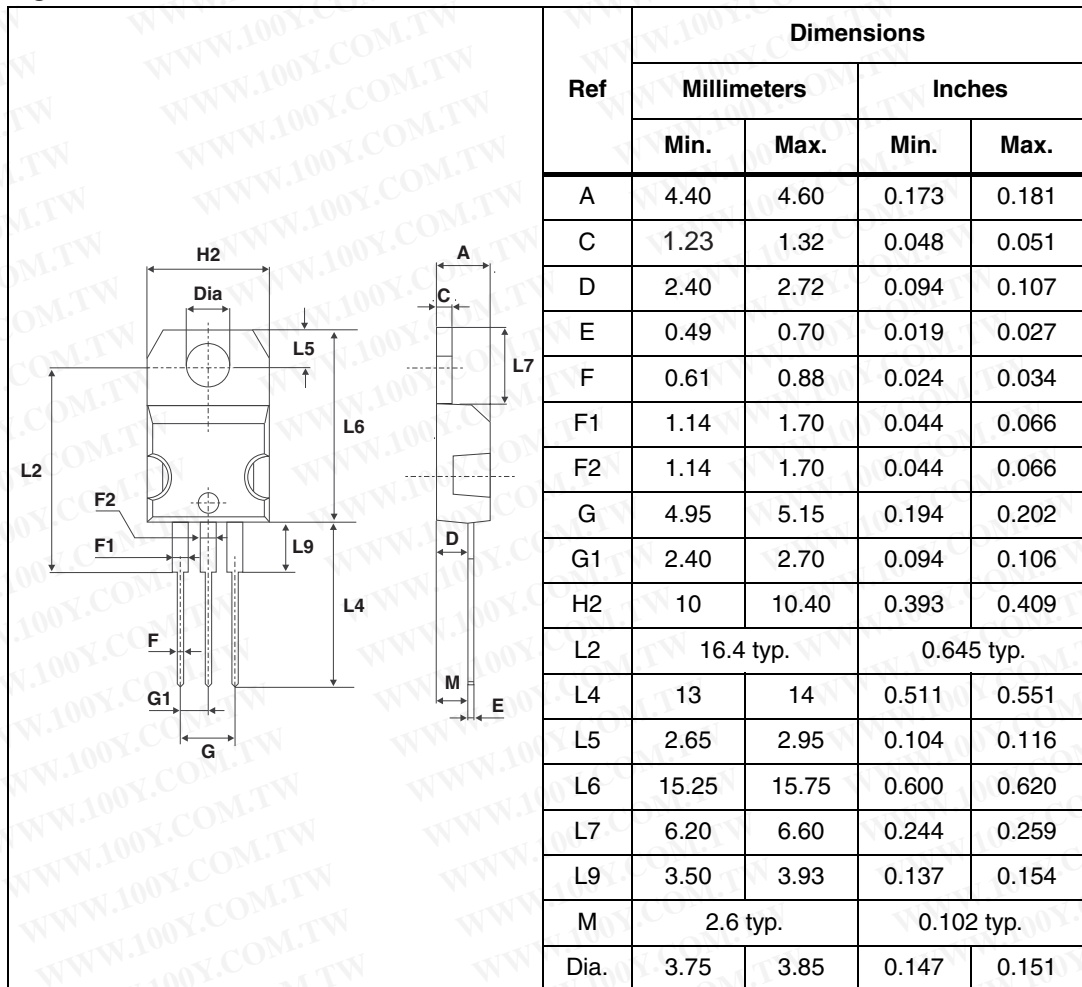 H2
A
Dia
C
L5
L7
L6
L2
F2
D
F1
L9
L4
F
M
E
G1
G
Ref
Dimensions
Millimeters Inches
Min. Max. Min. Max.
A 4.40 4.60 0.173 0.181
C 1.23 1.32 0.048 0.051
D 2.40 2.72 0.094 0.107
E 0.49 0.70 0.019 0.027
F 0.61 0.88 0.024 0.034
F1 1.14 1.70 0.044 0.066
F2 1.14 1.70 0.044 0.066
G 4.95 5.15 0.194 0.202
G1 2.40 2.70 0.094 0.106
H2 10 10.40 0.393 0.409
L2 16.4 typ. 0.645 typ.
L4 13 14 0.511 0.551
L5 2.65 2.95 0.104 0.116
L6 15.25 15.75 0.600 0.620
L7 6.20 6.60 0.244 0.259
L9 3.50 3.93 0.137 0.154
M 2.6 typ. 0.102 typ.
Dia. 3.75 3.85 0.147 0.151
WWW.100Y.COM.TW